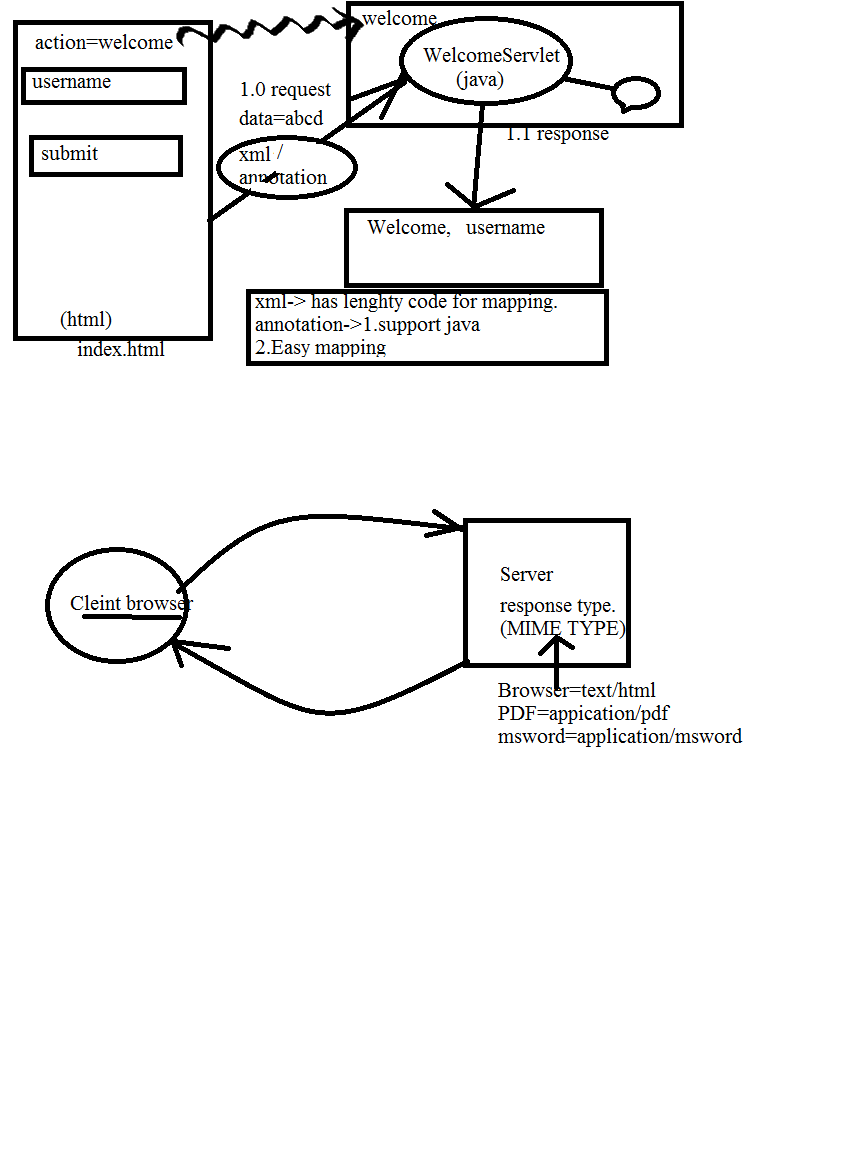 welcome
action=welcome
WelcomeServlet
(java)
username
1.0 request
data=abcd
1.1 response
submit
xml /
annotation
Welcome, username
xml-> has lenghty code for mapping.
annotation->1.support java
2.Easy mapping
(html)
index.html
Server
Cleint browser
response type.
(MIME TYPE)
Browser=text/html
PDF=appication/pdf
msword=application/msword